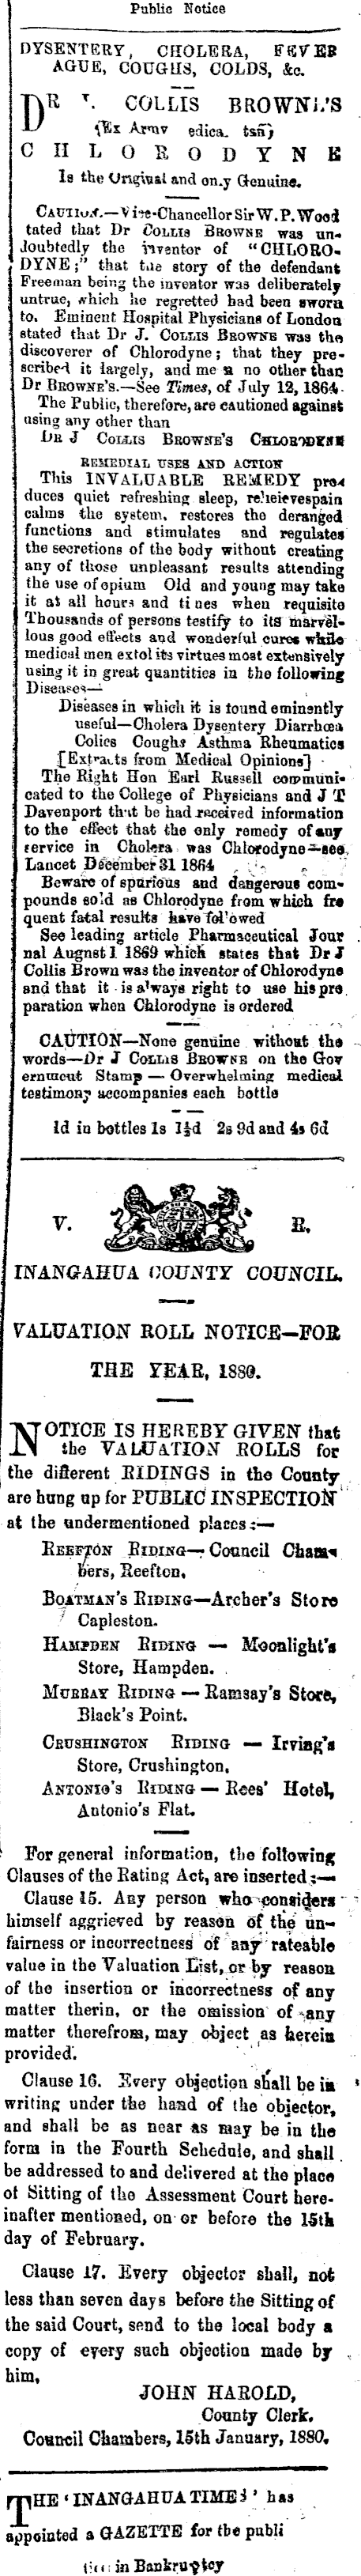 Public Notice
DYSENTERY, CHOLERA, FEVER
AGUE, COUGHS, COLDS, &c.
DR COLLIS BROWNE'S
(Ex Army
CHLORODYNE
Is the Original and only Genuine.
CAUTION.—Vice-Chancellor Sir W. P. Wood
tated that Dr COLLIS BROWNE was un-
doubtedly the inventor of "CHLORO-
DYNE;" that the story of the defendant
Freeman being the inventor was deliberately
untrue, which he regretted had been sworn
to. Eminent Hospital Physicians of London
stated that Dr J. COLLIS BROWNE was the
discoverer of Chlorodyne; that they pre-
scribed it largely, and me a no other than
Dr BROWNE'S.—See Times, of July 12, 1864.
The Public, therefore, are cautioned against
using any other than
DR J COLLIS BROWNE'S CHLORODYNE
REMEDIAL USES AND ACTION
This INVALUABLE REMEDY pro-
duces quiet refreshing sleep, releievespain
calms the system, restores the deranged
functions and stimulates and regulates
the secretions of the body without creating
any of those unpleasant results attending
the use of opium Old and young may take
it at all hours and times when requisite
Thousands of persons testify to its marvel-
lous good effects and wonderful cures while
medical men extol its virtues most extensively
using it in great quantities in the following
Diseases—
Diseases in which it is found eminently
useful—Cholera Dysentery Diarrhœa
Colics Coughs Asthma Rheumatics
[Extracts from Medical Opinions]
The Right Hon Earl Russell communi-
cated to the College of Physicians and J T
Davenport that be had received information
to the effect that the only remedy of any
service in Cholera was Chlorodyne—see
Lancet December 31 1864
Beware of spurious and dangerous com-
pounds sold as Chlorodyne from which fre
quent fatal results have followed
See leading article Pharmaceutical Jour
nal August 1 1869 which states that Dr J
Collis Brown was the inventor of Chlorodyne
and that it is always right to use his pre
paration when Chlorodyne is ordered
CAUTION—None genuine without the
words—Dr J COLLIS BROWNE on the Gov
ernment Stamp — Overwhelming medical
testimony accompanies each bottle
ld in bottles 1s 1½d 2s 9d and 4s 6d
V. R.
INANGAHUA COUNTY COUNCIL.
VALUATION ROLL NOTICE—FOR
THE YEAR, 1880.
NOTICE IS HEREBY GIVEN that
the VALUATION ROLLS for
the different RIDINGS in the County
are hung up for PUBLIC INSPECTION
at the undermentioned places:—
REEFTON RIDING— Council Cham-
bers, Reefton.
BOATMAN'S RIDING—Archer's Store
Capleston.
HAMPDEN RIDING — Moonlight's
Store, Hampden.
MURRAY RIDING — Ramsay's Store,
Black's Point.
CRUSHINGTON RIDING — Irving's
Store, Crushington.
ANTONIO'S RIDING — Rees' Hotel,
Antonio's Flat.
For general information, the following
Clauses of the Rating Act, are inserted:—
Clause 15. Any person who considers
himself aggrieved by reason of the un-
fairness or incorrectness of any rateable
value in the Valuation List, or by reason
of the insertion or incorrectness of any
matter therin, or the omission of any
matter therefrom, may object as herein
provided.
Clause 16. Every objection shall be in
writing under the hand of the objector,
and shall be as near as may be in the
form in the Fourth Schedule, and shall
be addressed to and delivered at the place
of Sitting of the Assessment Court here-
inafter mentioned, on or before the 15th
day of February.
Clause 17. Every objector shall, not
less than seven days before the Sitting of
the said Court, send to the local body a
copy of every such objection made by
him,
JOHN HAROLD,
County Clerk.
Council Chambers, 15th January, 1880.
THE 'INANGAHUA TIMES' has
appointed a GAZETTE for the publi
in Bankruptcy